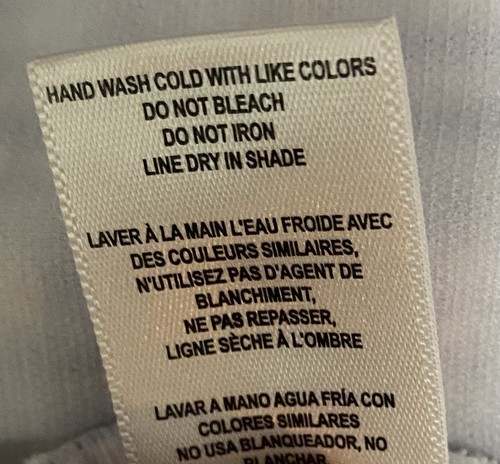 HAND WASH COLD WITH LIKE COLORS
DO NOT BLEACH
DO NOT IRON
LINE DRY IN SHADE
LAVER À LA MAIN L'EAU FROIDE AVEC
DES COULEURS SIMILAIRES,
N'UTILISEZ PAS D'AGENT DE
BLANCHIMENT,
NE PAS REPASSER,
LIGNE SÈCHE À L'OMBRE
LAVAR A MANO AGUA FRÍA CON
COLORES SIMILARES
NO USA BLANQUEADOR, NO
PLANCHAR